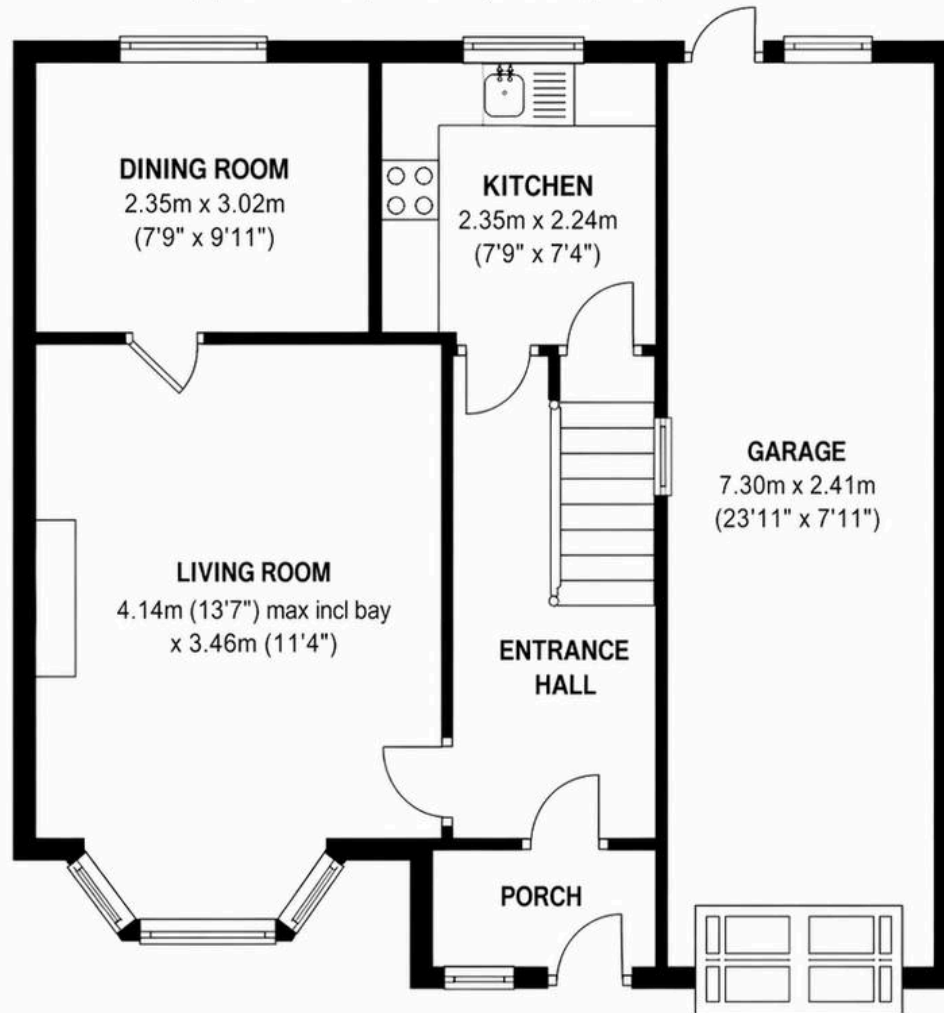 DINING ROOM
2.35m x 3.02m
(7'9" x 9'11")
KITCHEN
2.35m x 2.24m
(7'9" x 7'4")
GARAGE
7.30m x 2.41m
(23'11" x 7'11")
LIVING ROOM
4.14m (13'7") max incl bay
x 3.46m (11'4")
ENTRANCE
HALL
PORCH